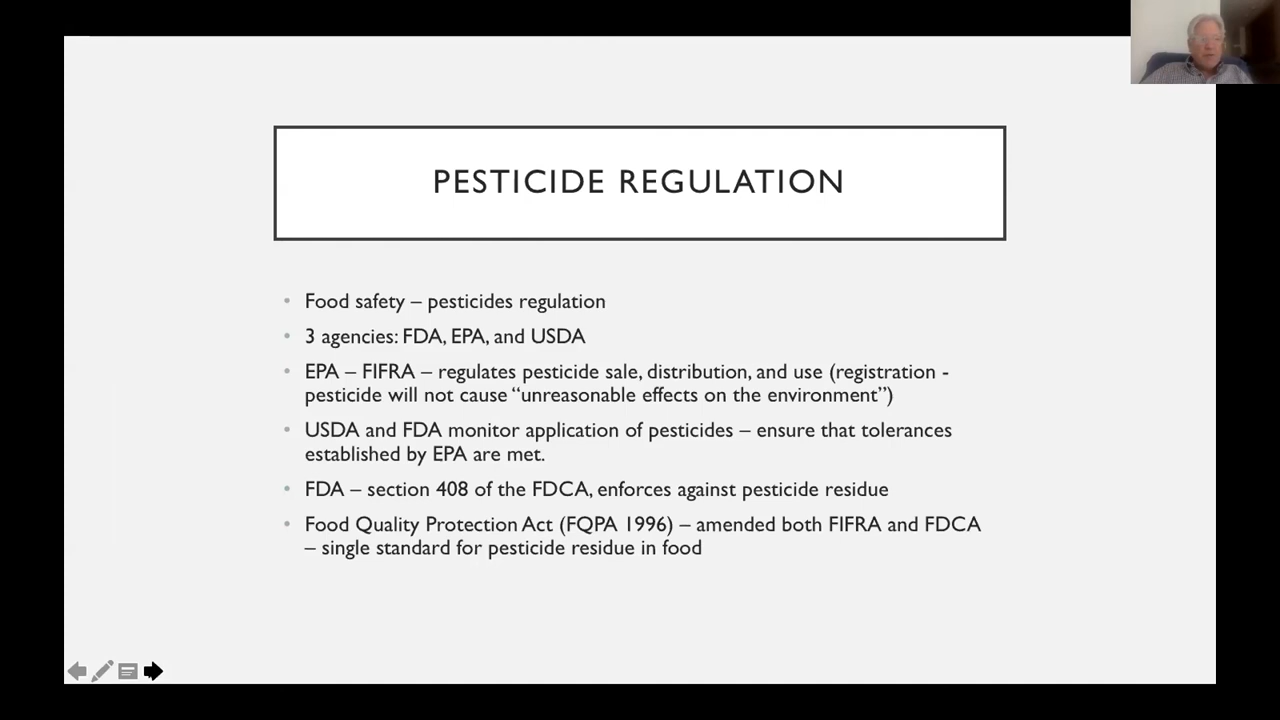 PESTICIDE REGULATION
• Food safety – pesticides regulation
• 3 agencies: FDA, EPA, and USDA
• EPA – FIFRA – regulates pesticide sale, distribution, and use (registration -
pesticide will not cause “unreasonable effects on the environment”)
• USDA and FDA monitor application of pesticides – ensure that tolerances
established by EPA are met.
• FDA – section 408 of the FDCA, enforces against pesticide residue
• Food Quality Protection Act (FQPA 1996) – amended both FIFRA and FDCA
– single standard for pesticide residue in food